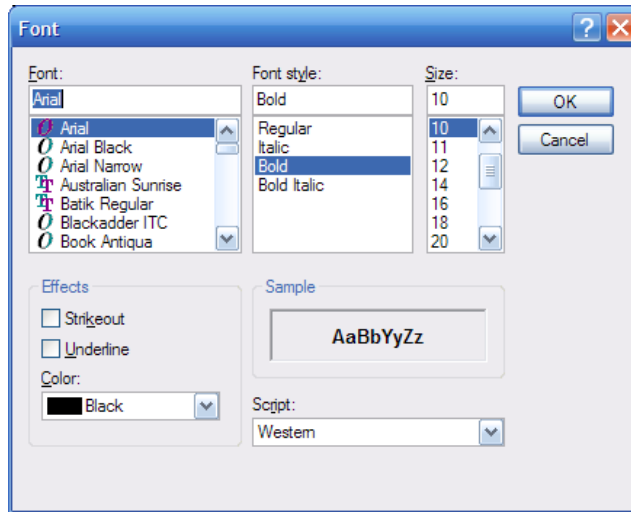 Font
Font:
Arial
Arial
Arial Black
Arial Narrow
Australian Sunrise
Batik Regular
Blackadder ITC
Book Antiqua
Font style:
Bold
Regular
Italic
Bold
Bold Italic
Size:
10
10
11
12
14
16
18
20
OK
Cancel
Effects
Strikeout
Underline
Color:
Black
Sample
AaBbYyZz
Script:
Western